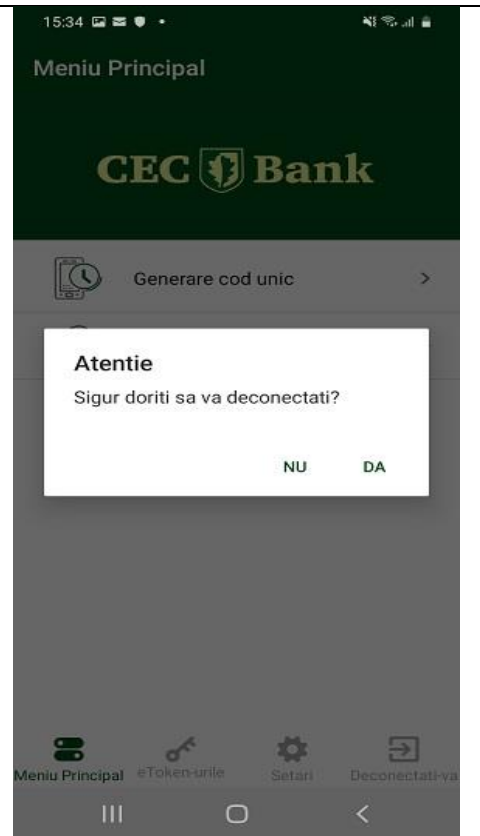 15:34
Meniu Principal
CEC Bank
Generare cod unic
Atentie
Sigur doriti sa va deconectati?
NU DA
Meniu Principal eToken-urile Setari Deconectati-va